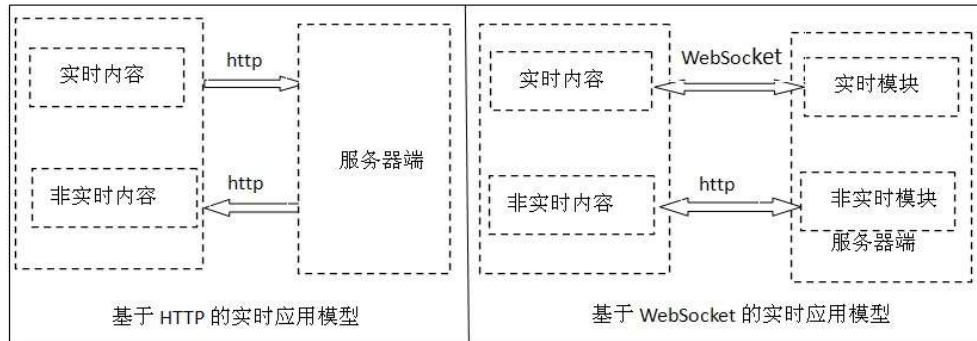 http
实时内容
服务器端
http
非实时内容
基于 HTTP 的实时应用模型
WebSocket
实时内容
实时模块
http
非实时内容
非实时模块
服务器端
基于 WebSocket 的实时应用模型